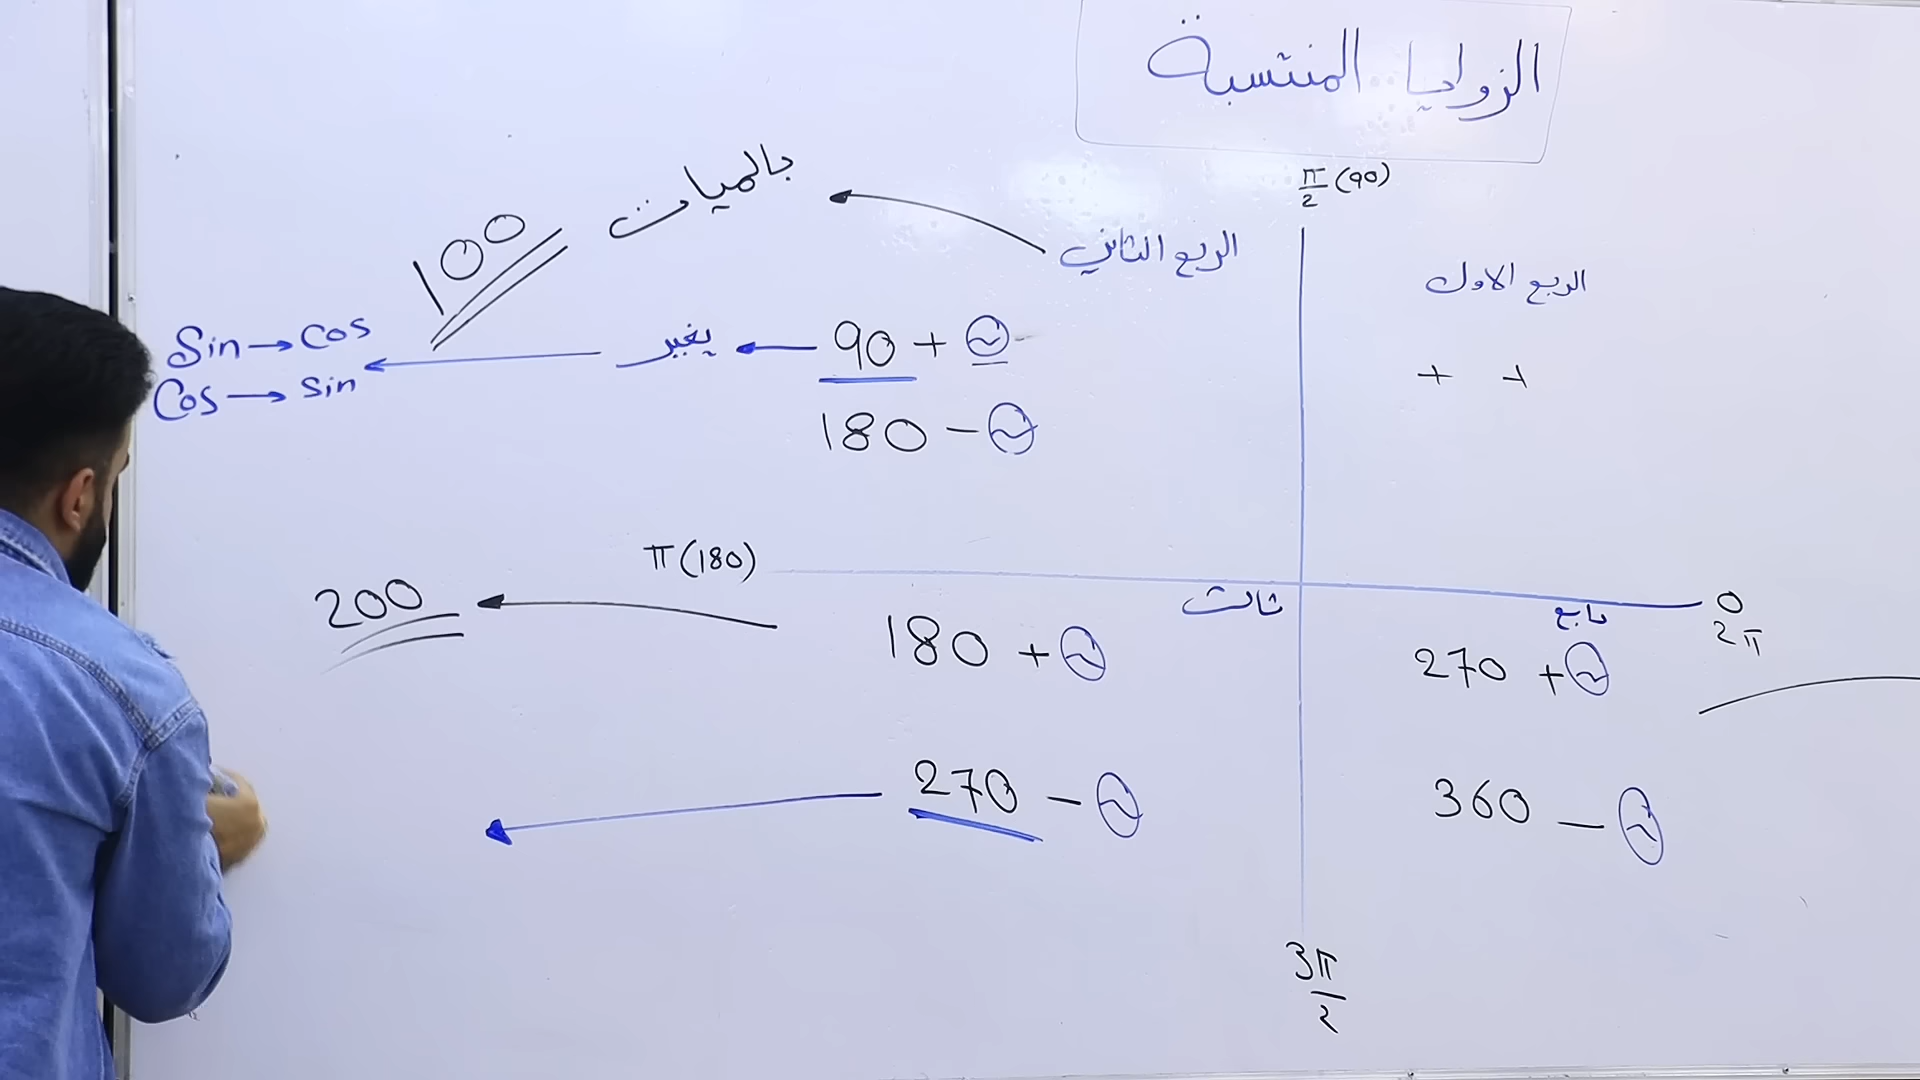 الزوايا المنتسبة
π/2 (90)
الربع الاول
+ +
الربع الثاني
بالميات
100
90 +
يغير
Sin → Cos
Cos → Sin
180 -
π (180)
0
2π
ثالث
رابع
180 +
200
270 +
270 -
360 -
3π/2